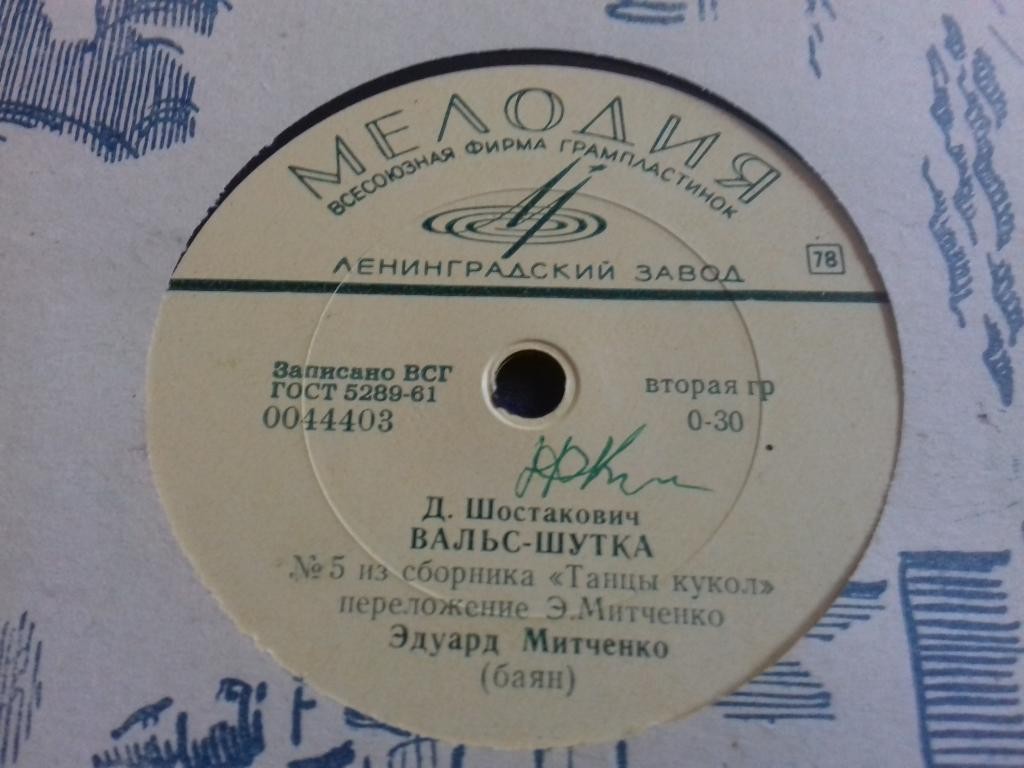 МЕЛОДИЯ
ВСЕСОЮЗНАЯ ФИРМА ГРАМПЛАСТИНОК
ЛЕНИНГРАДСКИЙ ЗАВОД
78
Записано ВСГ
ГОСТ 5289-61
0044403
вторая гр
0-30
Д. Шостакович
ВАЛЬС-ШУТКА
№5 из сборника «Танцы кукол»
переложение Э.Митченко
Эдуард Митченко
(баян)